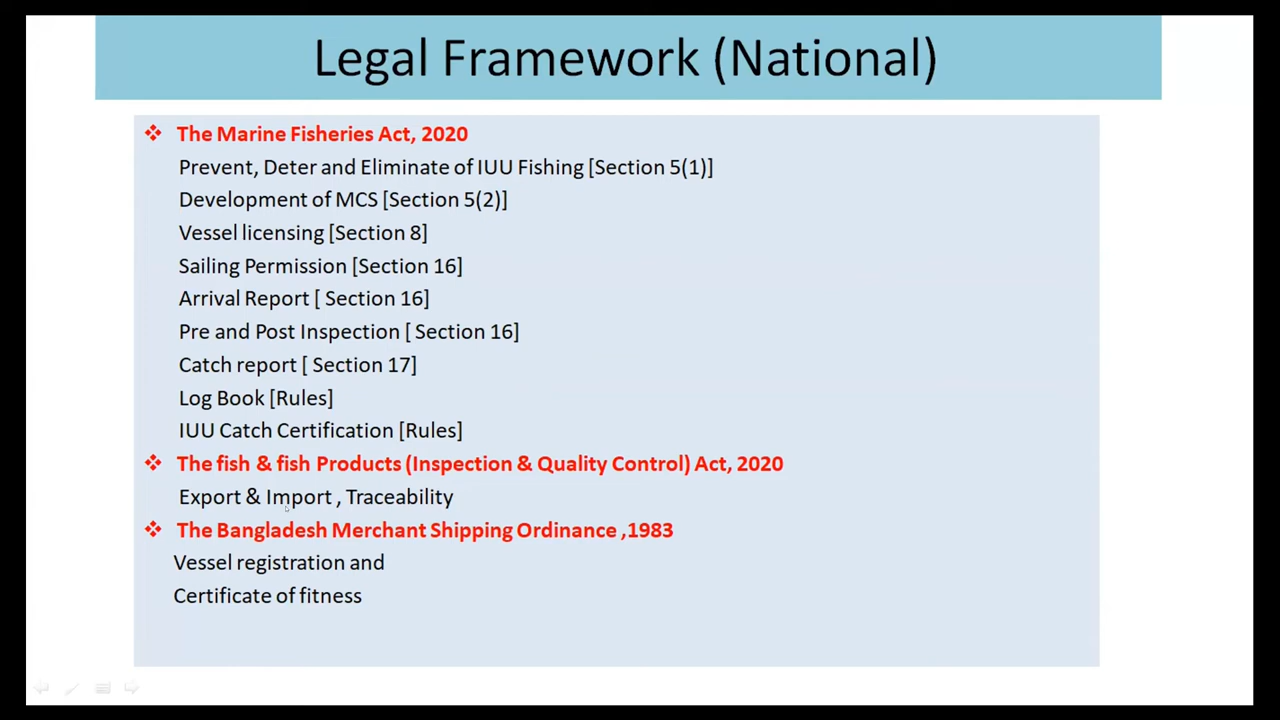 Legal Framework (National)
❖ The Marine Fisheries Act, 2020
Prevent, Deter and Eliminate of IUU Fishing [Section 5(1)]
Development of MCS [Section 5(2)]
Vessel licensing [Section 8]
Sailing Permission [Section 16]
Arrival Report [ Section 16]
Pre and Post Inspection [ Section 16]
Catch report [ Section 17]
Log Book [Rules]
IUU Catch Certification [Rules]
❖ The fish & fish Products (Inspection & Quality Control) Act, 2020
Export & Import , Traceability
❖ The Bangladesh Merchant Shipping Ordinance ,1983
Vessel registration and
Certificate of fitness